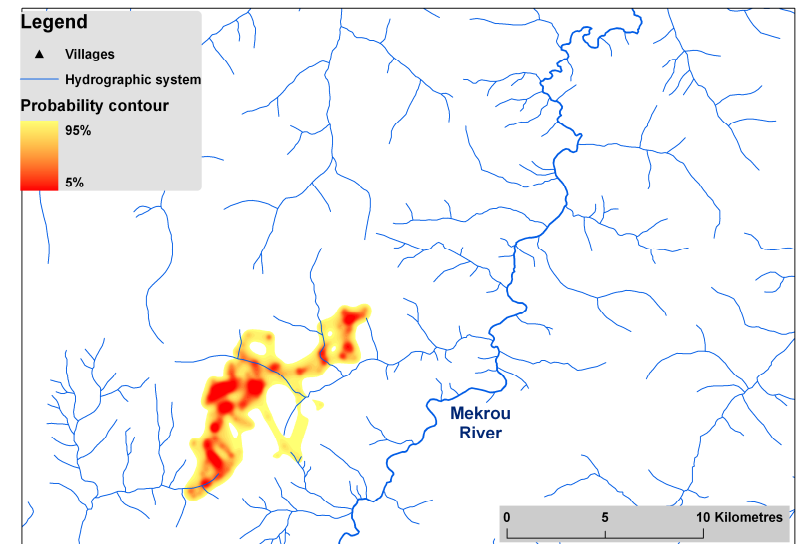 Legend
Villages
Hydrographic system
Probability contour
95%
5%
Mekrou
River
0 5 10 Kilometres